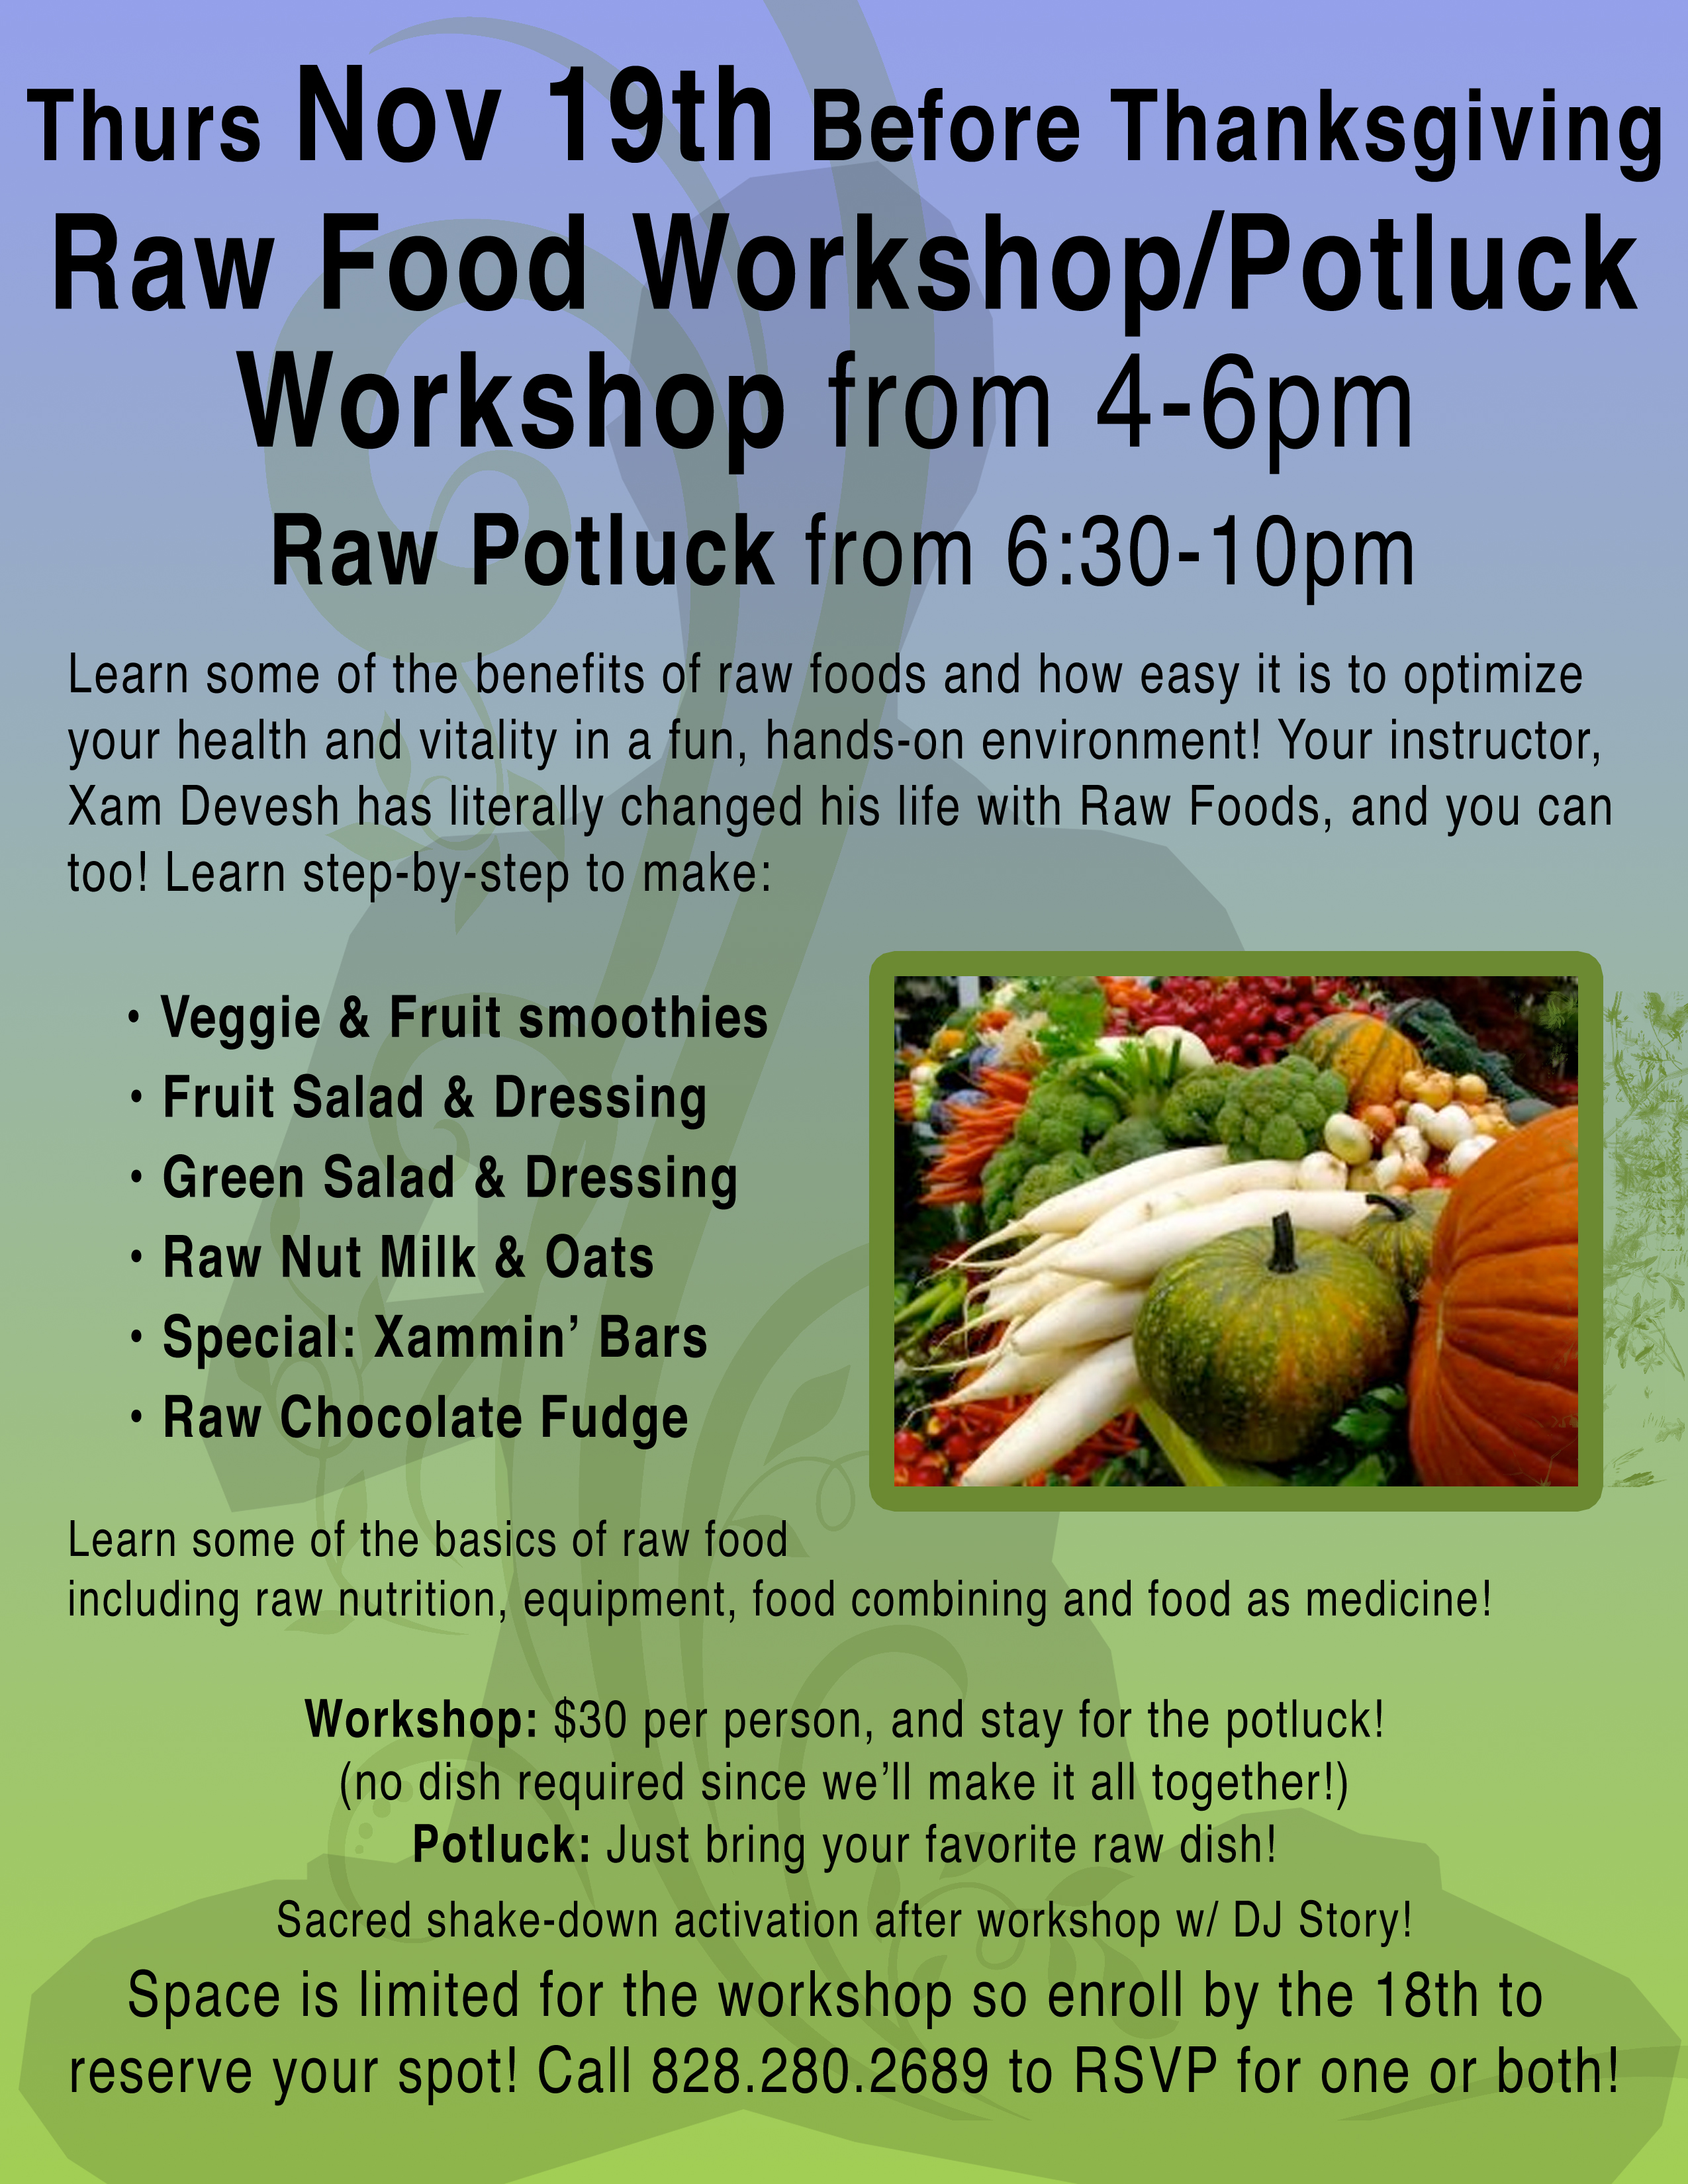 Thurs Nov 19th Before Thanksgiving
Raw Food Workshop/Potluck
Workshop from 4-6pm
Raw Potluck from 6:30-10pm
Learn some of the benefits of raw foods and how easy it is to optimize
your health and vitality in a fun, hands-on environment! Your instructor,
Xam Devesh has literally changed his life with Raw Foods, and you can
too! Learn step-by-step to make:
• Veggie & Fruit smoothies
• Fruit Salad & Dressing
• Green Salad & Dressing
• Raw Nut Milk & Oats
• Special: Xammin’ Bars
• Raw Chocolate Fudge
Learn some of the basics of raw food
including raw nutrition, equipment, food combining and food as medicine!
Workshop: $30 per person, and stay for the potluck!
(no dish required since we’ll make it all together!)
Potluck: Just bring your favorite raw dish!
Sacred shake-down activation after workshop w/ DJ Story!
Space is limited for the workshop so enroll by the 18th to
reserve your spot! Call 828.280.2689 to RSVP for one or both!